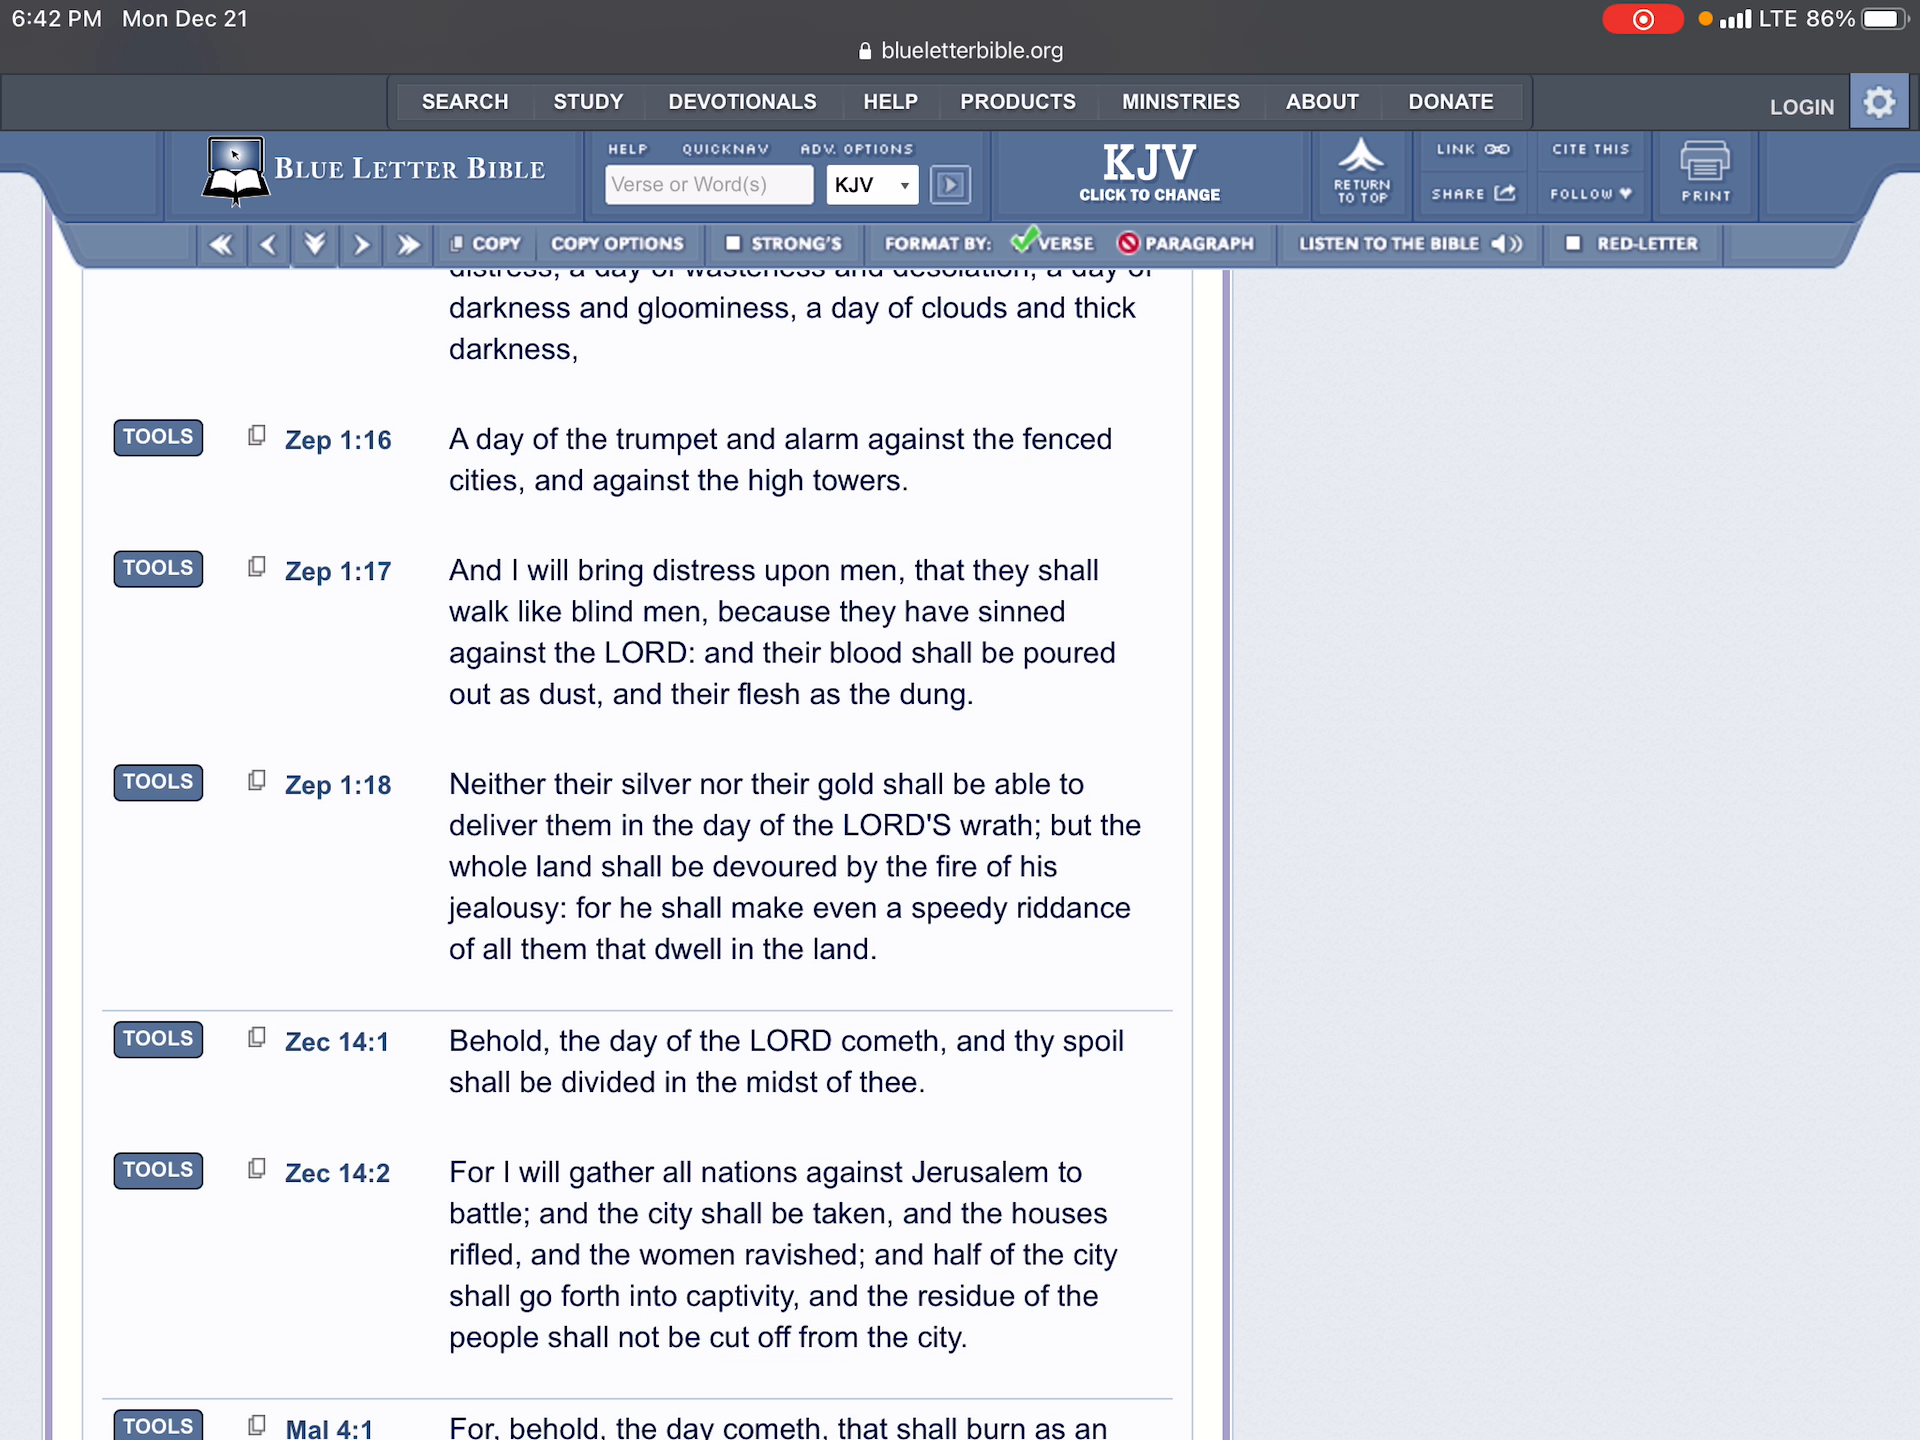 6:42 PM Mon Dec 21
LTE 86%
blueletterbible.org
SEARCH STUDY DEVOTIONALS HELP PRODUCTS MINISTRIES ABOUT DONATE
LOGIN
BLUE LETTER BIBLE
HELP QUICKNAV ADV. OPTIONS
Verse or Word(s) KJV
KJV
CLICK TO CHANGE
RETURN
TO TOP
LINK
SHARE
CITE THIS
FOLLOW
PRINT
COPY COPY OPTIONS STRONG'S FORMAT BY: VERSE PARAGRAPH LISTEN TO THE BIBLE RED-LETTER
distress, a day of wasteness and desolation, a day of
darkness and gloominess, a day of clouds and thick
darkness,
TOOLS Zep 1:16 A day of the trumpet and alarm against the fenced
cities, and against the high towers.
TOOLS Zep 1:17 And I will bring distress upon men, that they shall
walk like blind men, because they have sinned
against the LORD: and their blood shall be poured
out as dust, and their flesh as the dung.
TOOLS Zep 1:18 Neither their silver nor their gold shall be able to
deliver them in the day of the LORD'S wrath; but the
whole land shall be devoured by the fire of his
jealousy: for he shall make even a speedy riddance
of all them that dwell in the land.
TOOLS Zec 14:1 Behold, the day of the LORD cometh, and thy spoil
shall be divided in the midst of thee.
TOOLS Zec 14:2 For I will gather all nations against Jerusalem to
battle; and the city shall be taken, and the houses
rifled, and the women ravished; and half of the city
shall go forth into captivity, and the residue of the
people shall not be cut off from the city.
TOOLS Mal 4:1 For, behold, the day cometh, that shall burn as an